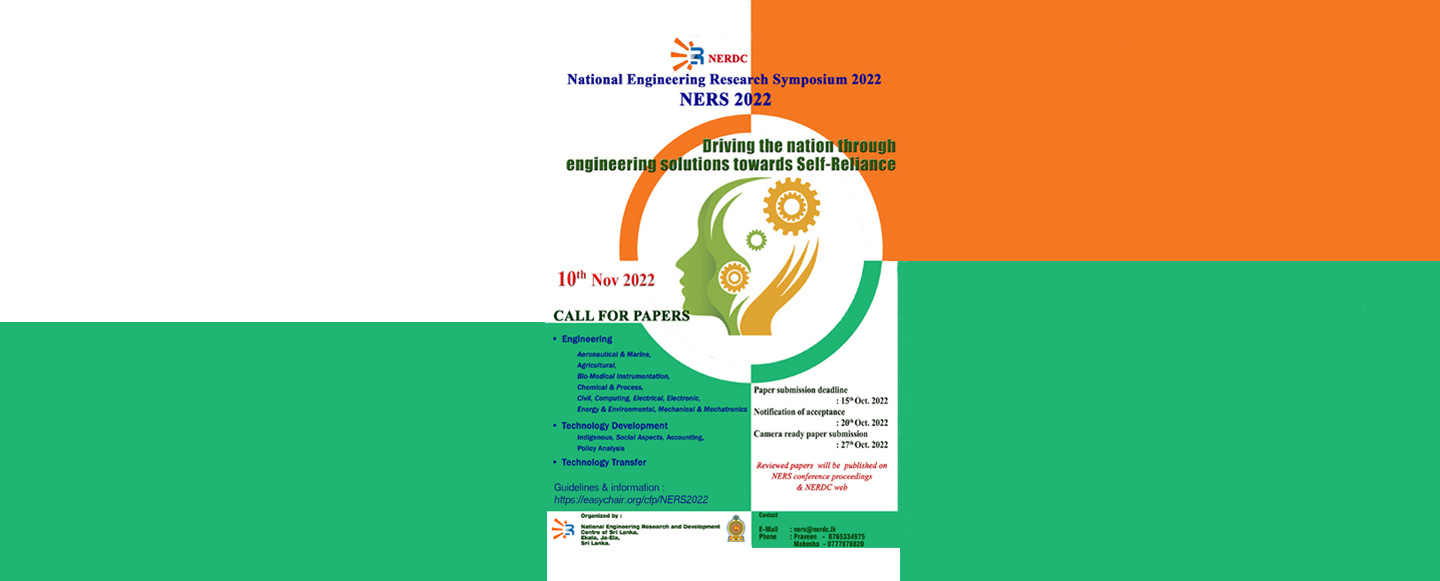 NERDC
National Engineering Research Symposium 2022
NERS 2022
Driving the nation through
engineering solutions towards Self-Reliance
10th Nov 2022
CALL FOR PAPERS
• Engineering
Aeronautical & Marine,
Agricultural,
Bio-Medical Instrumentation,
Chemical & Process,
Civil, Computing, Electrical, Electronic,
Energy & Environmental, Mechanical & Mechatronics
• Technology Development
Indigenous, Social Aspects, Accounting,
Policy Analysis
• Technology Transfer
Guidelines & information :
https://easychair.org/cfp/NERS2022
Paper submission deadline
: 15th Oct. 2022
Notification of acceptance
: 20th Oct. 2022
Camera ready paper submission
: 27th Oct. 2022
Reviewed papers will be published on
NERS conference proceedings
& NERDC web
Organized by :
National Engineering Research and Development
Centre of Sri Lanka,
Ekala, Ja-Ela,
Sri Lanka.
Contact
E-Mail : ners@nerdc.lk
Phone : Praveen - 0765334975
Mahesha - 0777878820